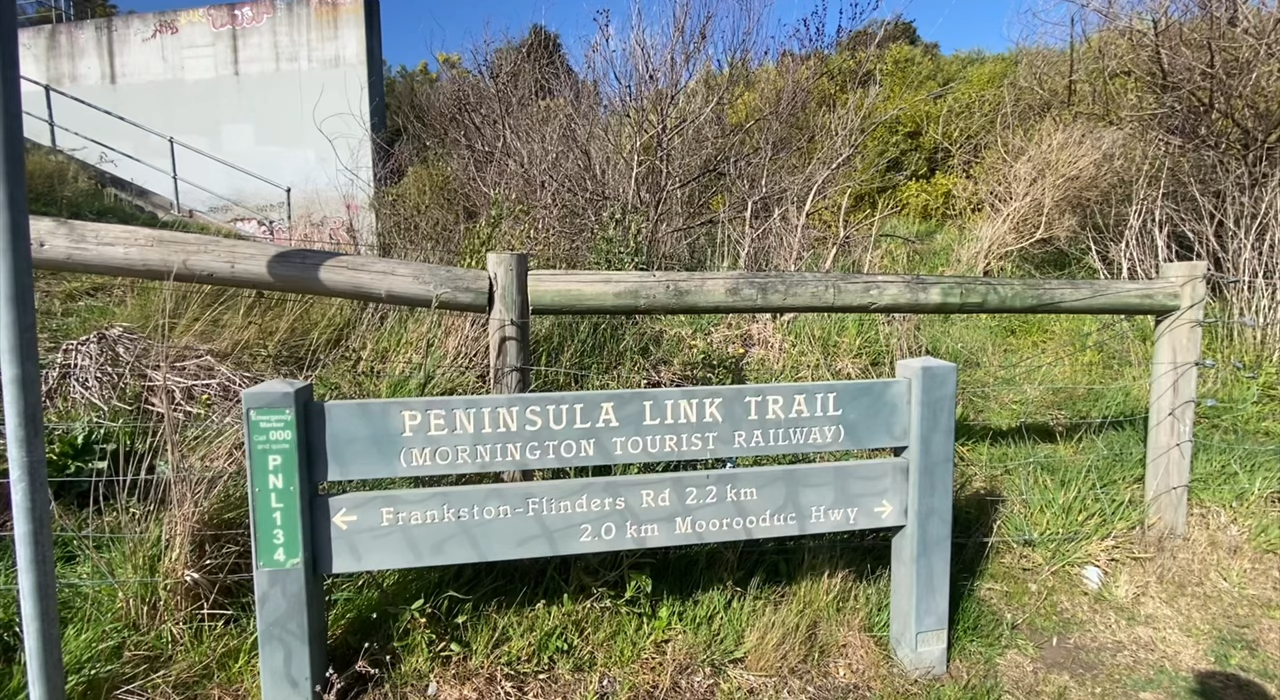 PENINSULA LINK TRAIL
(MORNINGTON TOURIST RAILWAY)
← Frankston-Flinders Rd 2.2 km
2.0 km Moorooduc Hwy →
Emergency
Marker
Call 000
and quote
PNL134